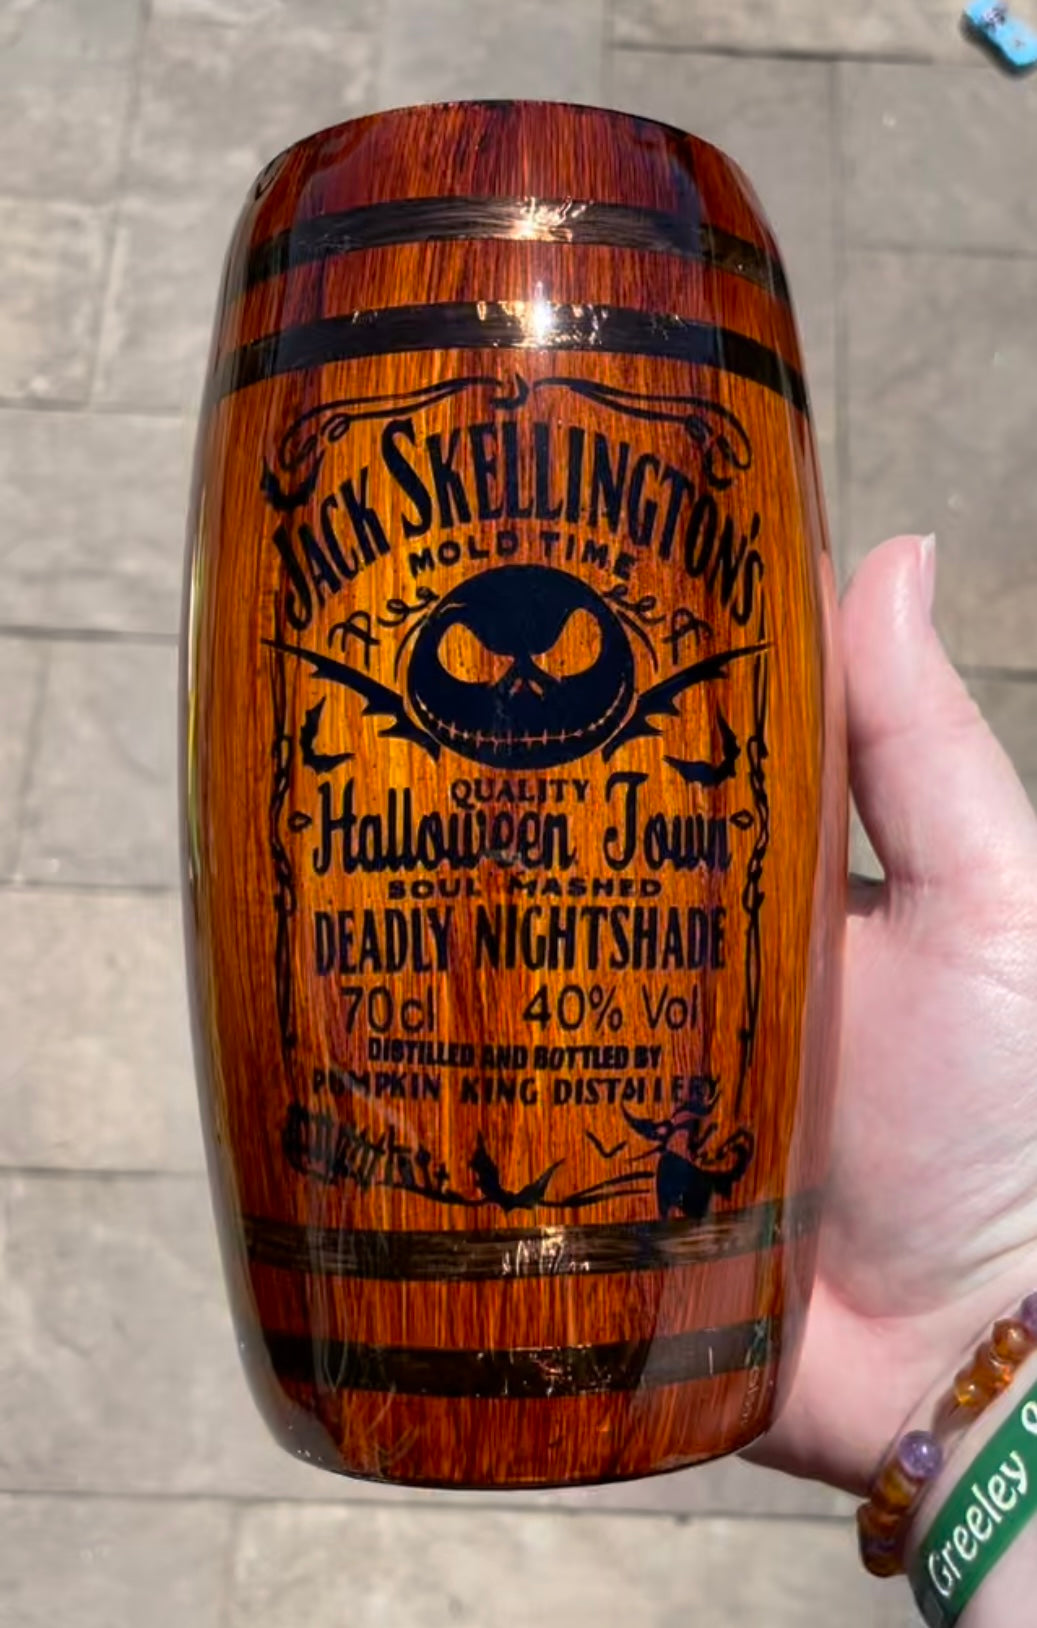 JACK SKELLINGTON'S
MOLD TIME
QUALITY
Halloween Town
SOUL MASHED
DEADLY NIGHTSHADE
70cl 40% Vol
DISTILLED AND BOTTLED BY
PUMPKIN KING DISTILLERY
Greeley